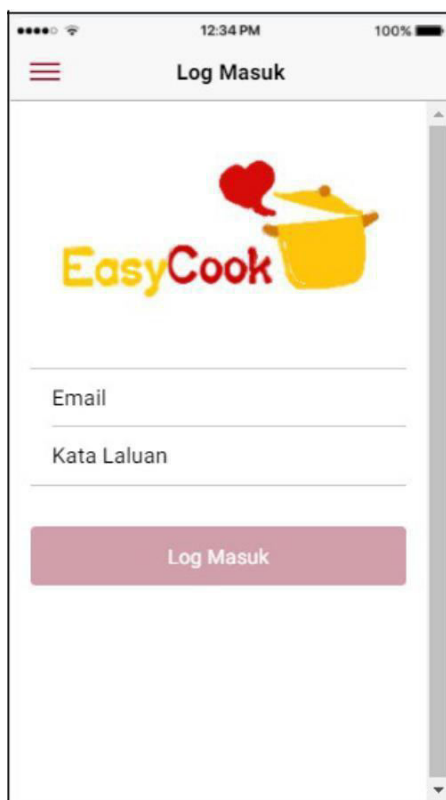 12:34 PM
100%
Log Masuk
EasyCook
Email
Kata Laluan
Log Masuk